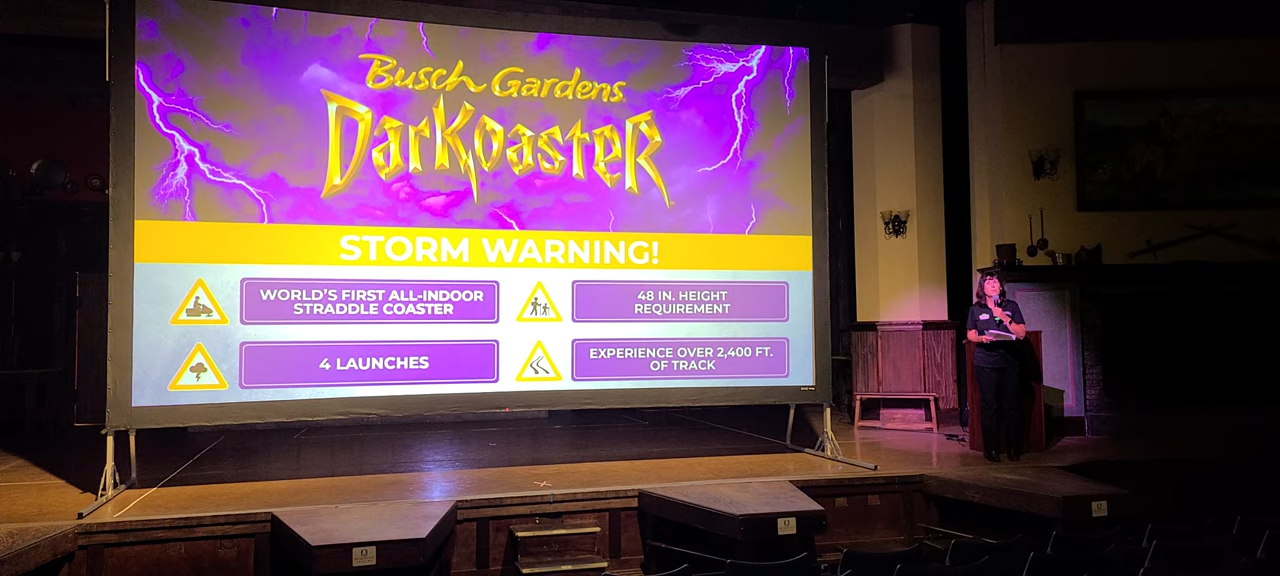 Busch Gardens
DarKoasteR
STORM WARNING!
WORLD'S FIRST ALL-INDOOR
STRADDLE COASTER
48 IN. HEIGHT
REQUIREMENT
4 LAUNCHES
EXPERIENCE OVER 2,400 FT.
OF TRACK